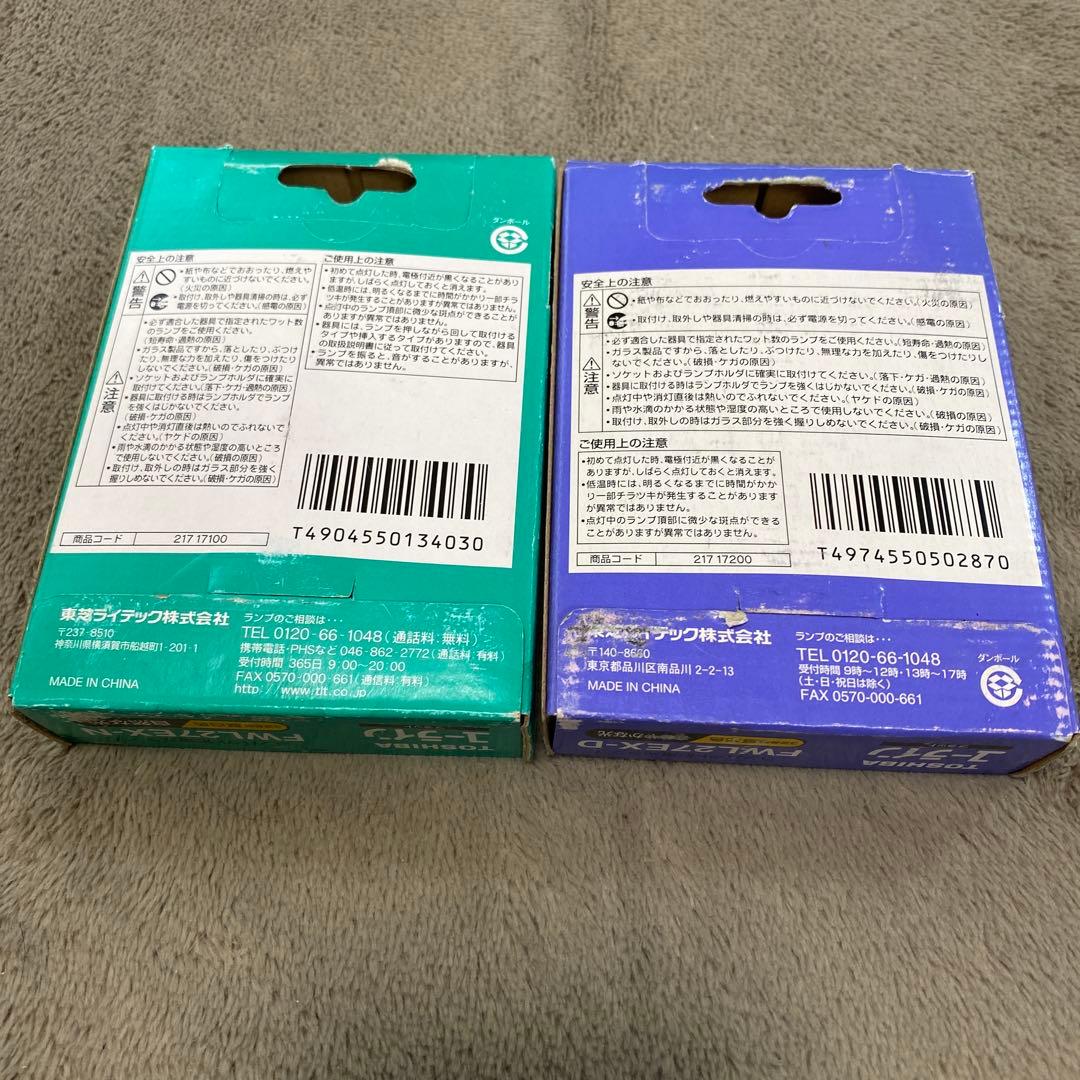 ダンボール
安全上の注意
警告
•紙や布などでおおったり、燃えや
すいものに近づけないでください。
(火災の原因)
•取付け、取外しや器具清掃の時は、必ず
電源を切ってください。(感電の原因)
注意
•必ず適合した器具で指定されたワット数
のランプをご使用ください。
(短寿命・過熱の原因)
•ガラス製品ですから、落としたり、ぶつけ
たり、無理な力を加えたり、傷をつけたり
しないでください。(破損・ケガの原因)
•ソケットおよびランプホルダに確実に
取付けてください。(落下・ケガ・過熱の原因)
•器具に取付ける時はランプホルダでランプ
を強くはじかないでください。
(破損・ケガの原因)
•点灯中や消灯直後は熱いのでふれないで
ください。(ヤケドの原因)
•雨や水滴のかかる状態や湿度の高いところ
で使用しないでください。(破損の原因)
•取付け、取外しの時はガラス部分を強く
握りしめないでください。(破損・ケガの原因)
商品コード 217 17100
ご使用上の注意
•初めて点灯した時、電極付近が黒くなることがあり
ますが、しばらく点灯しておくと消えます。
•低温時には、明るくなるまでに時間がかかり一部チラ
ツキが発生することがありますが異常ではありません。
•点灯中のランプ頂部に微少な斑点ができることが
ありますが異常ではありません。
•器具には、ランプを押しながら回して取付ける
タイプや挿入するタイプがありますので、器具
の取扱説明書に従って取付けてください。
•ランプを振ると、音がすることがありますが、
異常ではありません。
T4904550134030
東芝ライテック株式会社
〒237-8510
神奈川県横須賀市船越町1-201-1
MADE IN CHINA
ランプのご相談は…
TEL 0120-66-1048(通話料:無料)
携帯電話・PHSなど 046-862-2772(通話料:有料)
受付時間 365日 9:00~20:00
FAX 0570-000-661(通信料:有料)
http://www.tlt.co.jp/
TOSHIBA
ユーライン
FWL27EX-N
安全上の注意
警告
•紙や布などでおおったり、燃えやすいものに近づけないでください。(火災の原因)
•取付け、取外しや器具清掃の時は、必ず電源を切ってください。(感電の原因)
注意
•必ず適合した器具で指定されたワット数のランプをご使用ください。(短寿命・過熱の原因)
•ガラス製品ですから、落としたり、ぶつけたり、無理な力を加えたり、傷をつけたりし
ないでください。(破損・ケガの原因)
•ソケットおよびランプホルダに確実に取付けてください。(落下・ケガ・過熱の原因)
•器具に取付ける時はランプホルダでランプを強くはじかないでください。(破損・ケガの原因)
•点灯中や消灯直後は熱いのでふれないでください。(ヤケドの原因)
•雨や水滴のかかる状態や湿度の高いところで使用しないでください。(破損の原因)
•取付け、取外しの時はガラス部分を強く握りしめないでください。(破損・ケガの原因)
ご使用上の注意
•初めて点灯した時、電極付近が黒くなることが
ありますが、しばらく点灯しておくと消えます。
•低温時には、明るくなるまでに時間がか
かり一部チラツキが発生することがあります
が異常ではありません。
•点灯中のランプ頂部に微少な斑点ができる
ことがありますが異常ではありません。
商品コード 217 17200
T4974550502870
東芝ライテック株式会社
〒140-8660
東京都品川区南品川 2-2-13
MADE IN CHINA
ランプのご相談は…
TEL 0120-66-1048
受付時間 9時~12時・13時~17時
(土・日・祝日は除く)
FAX 0570-000-661
ダンボール
TOSHIBA
ユーライン
FWL27EX-D